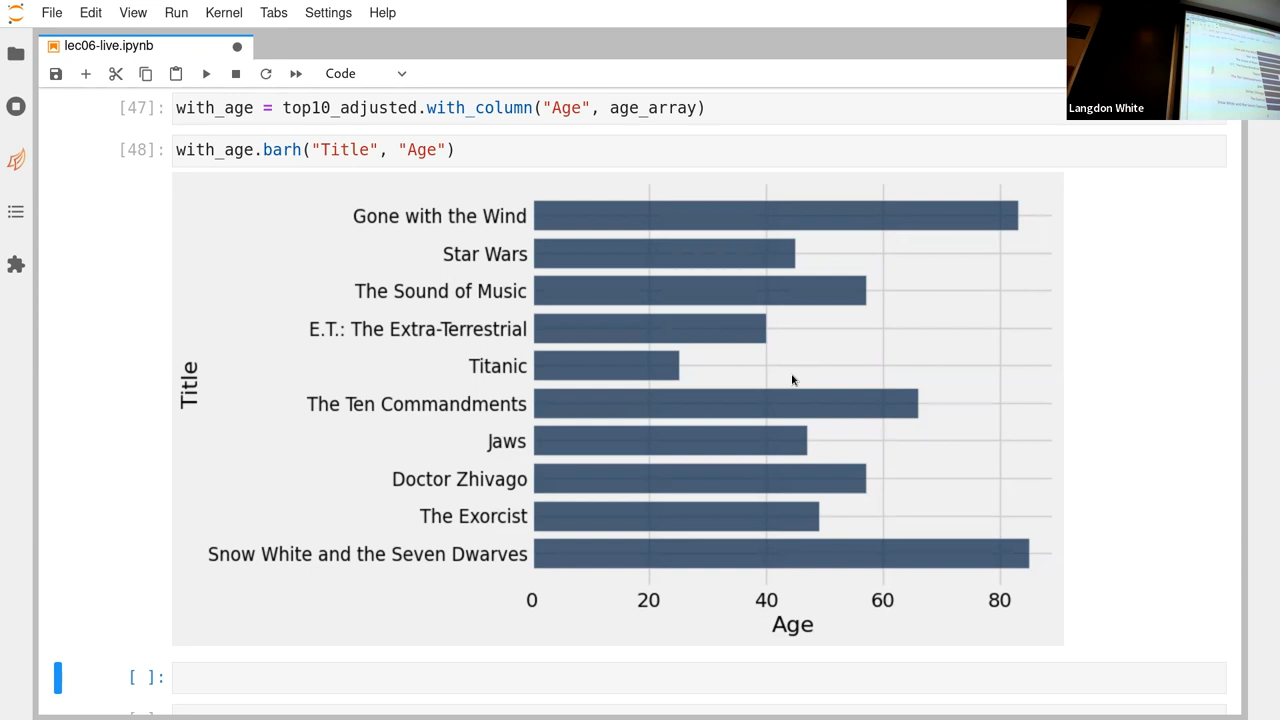 File Edit View Run Kernel Tabs Settings Help
lec06-live.ipynb
Code
Langdon White
[47]: with_age = top10_adjusted.with_column("Age", age_array)
[48]: with_age.barh("Title", "Age")
Gone with the Wind
Star Wars
The Sound of Music
E.T.: The Extra-Terrestrial
Titanic
The Ten Commandments
Jaws
Doctor Zhivago
The Exorcist
Snow White and the Seven Dwarves
Title
0 20 40 60 80
Age
[ ]: